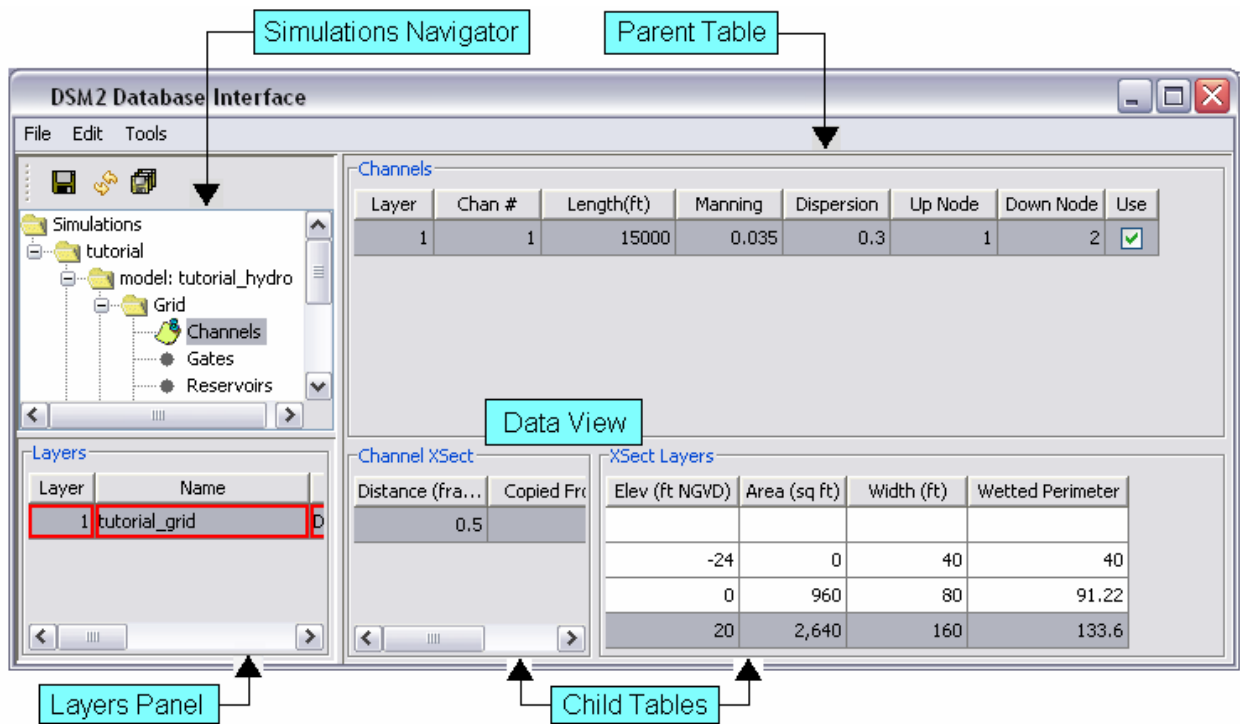 Simulations Navigator
Parent Table
DSM2 Database Interface
File Edit Tools
Simulations
tutorial
model: tutorial_hydro
Grid
Channels
Gates
Reservoirs
Channels
Layer Chan # Length(ft) Manning Dispersion Up Node Down Node Use
1 1 15000 0.035 0.3 1 2
Data View
Layers
Layer Name
1 tutorial_grid D
Channel XSect
Distance (fra... Copied Fro
0.5
XSect Layers
Elev (ft NGVD) Area (sq ft) Width (ft) Wetted Perimeter
-24 0 40 40
0 960 80 91.22
20 2,640 160 133.6
Layers Panel
Child Tables